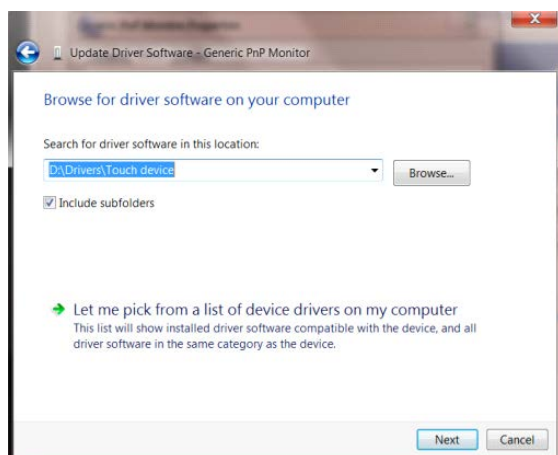 Update Driver Software - Generic PnP Monitor
Browse for driver software on your computer
Search for driver software in this location:
D:\Drivers\Touch device
Browse...
Include subfolders
Let me pick from a list of device drivers on my computer
This list will show installed driver software compatible with the device, and all
driver software in the same category as the device.
Next
Cancel